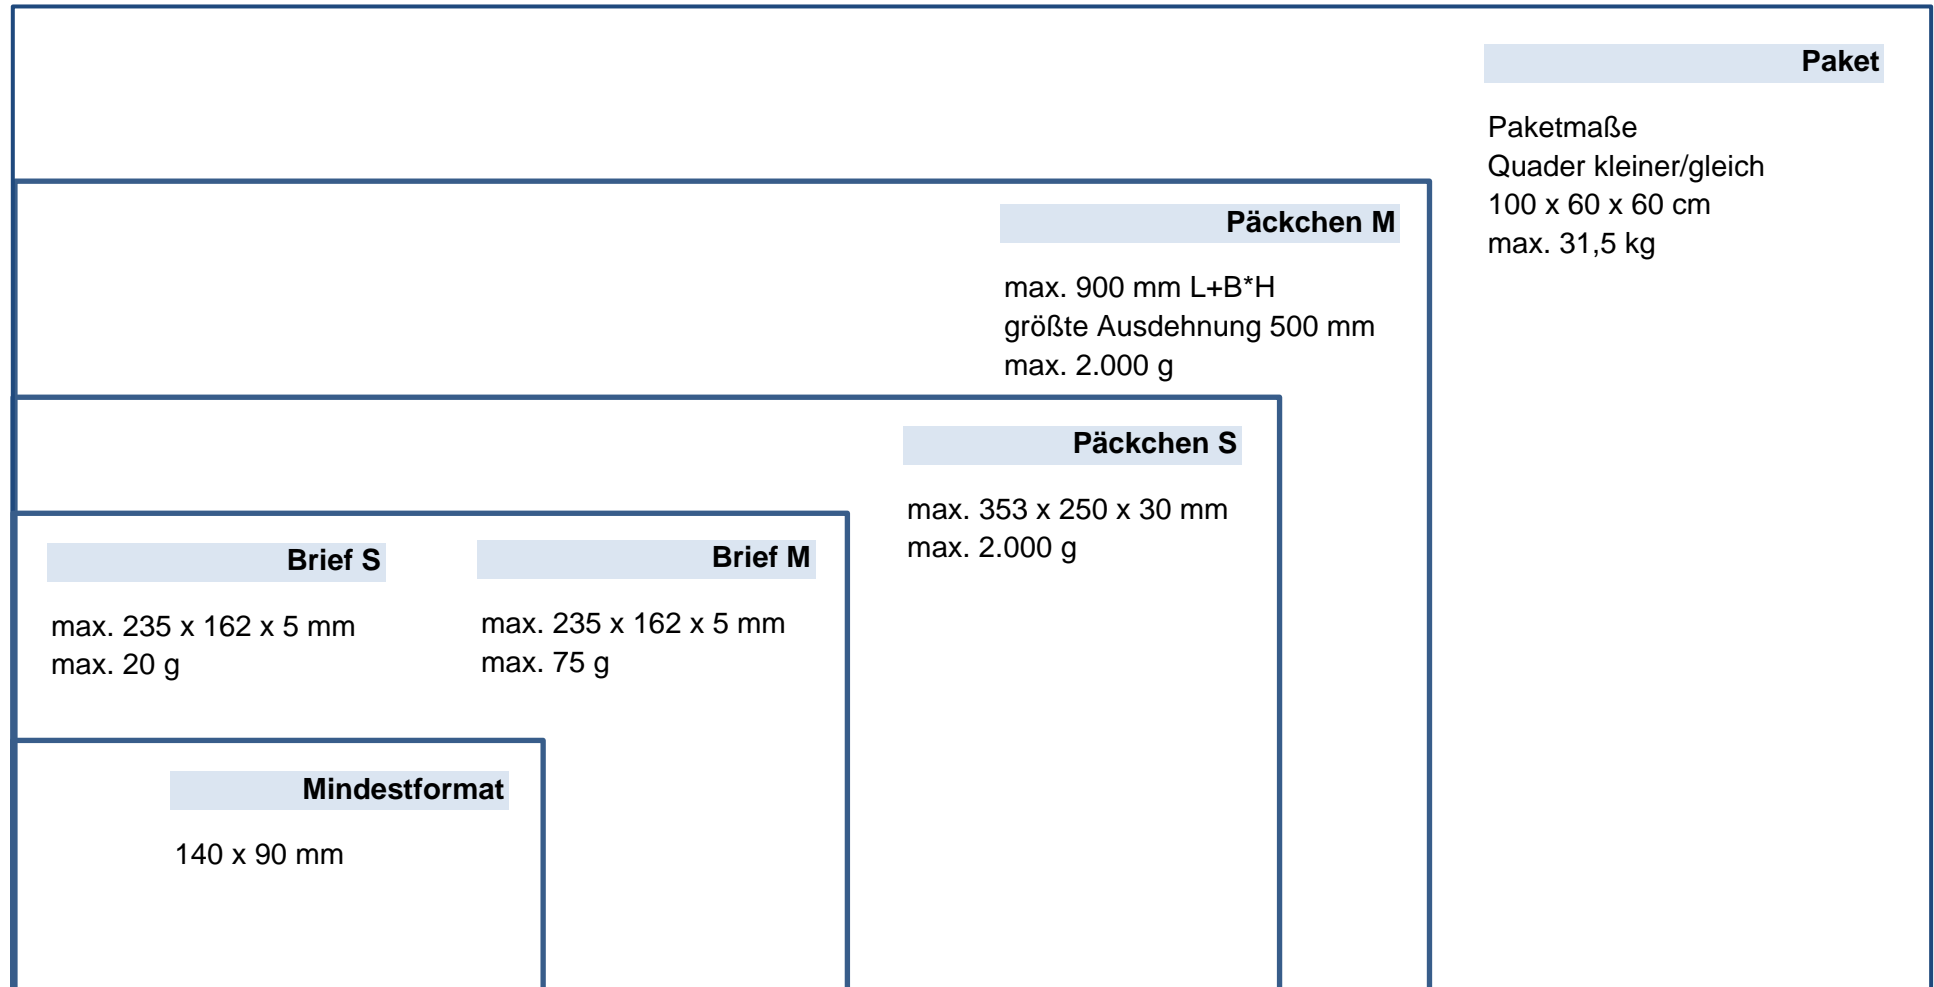 Paket
Paketmaße
Quader kleiner/gleich
100 x 60 x 60 cm
max. 31,5 kg
Päckchen M
max. 900 mm L+B*H
größte Ausdehnung 500 mm
max. 2.000 g
Päckchen S
max. 353 x 250 x 30 mm
max. 2.000 g
Brief S
max. 235 x 162 x 5 mm
max. 20 g
Brief M
max. 235 x 162 x 5 mm
max. 75 g
Mindestformat
140 x 90 mm